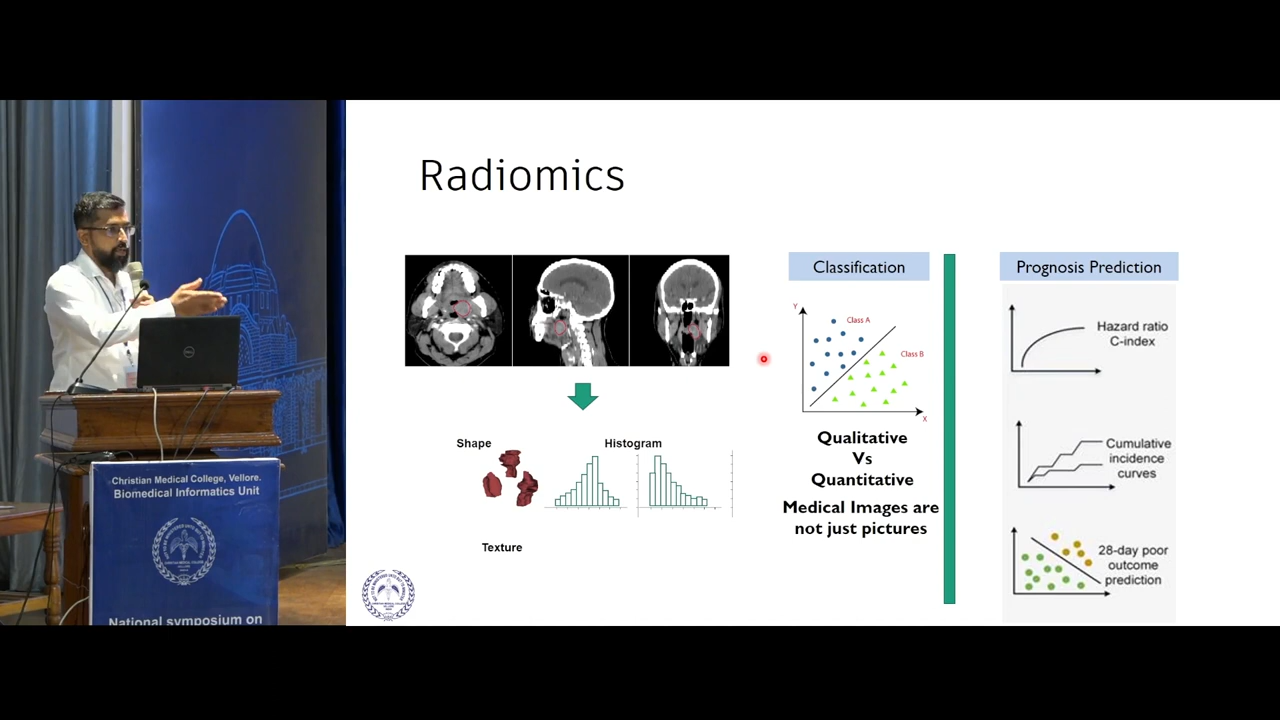 Radiomics
Shape
Histogram
Texture
Classification
Y
Class A
Class B
X
Qualitative
Vs
Quantitative
Medical Images are
not just pictures
Prognosis Prediction
Hazard ratio
C-index
Cumulative
incidence
curves
28-day poor
outcome
prediction
DELL
Christian Medical College, Vellore.
Biomedical Informatics Unit
National symposium on